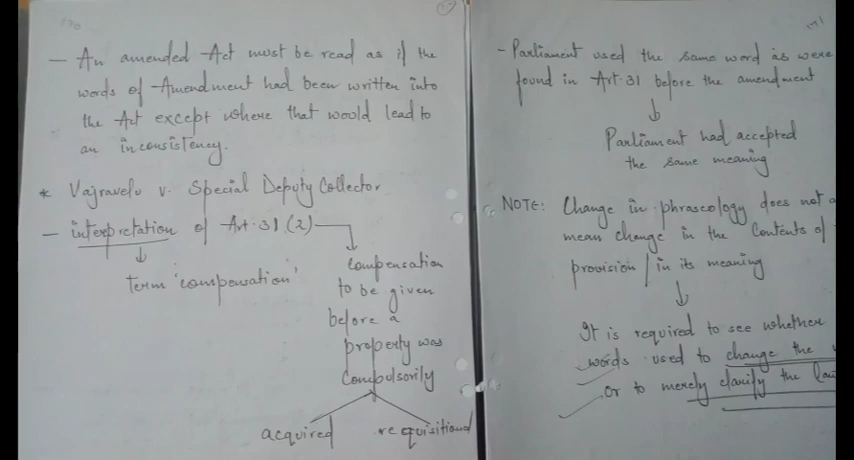 170
- An amended Act must be read as if the
words of Amendment had been written into
the Act except where that would lead to
an inconsistency.
* Vajravelu v. Special Deputy Collector
- interpretation of Art. 31 (2)
↓
term 'compensation'
↓
Compensation
to be given
before a
property was
Compulsorily
acquired requisitioned
171
- Parliament used the same word as were
found in Art. 31 before the amendment
↓
Parliament had accepted
the same meaning
NOTE: Change in phraseology does not
mean change in the Contents of
provision / in its meaning
↓
It is required to see whether
words used to change the
or to merely clarify the law